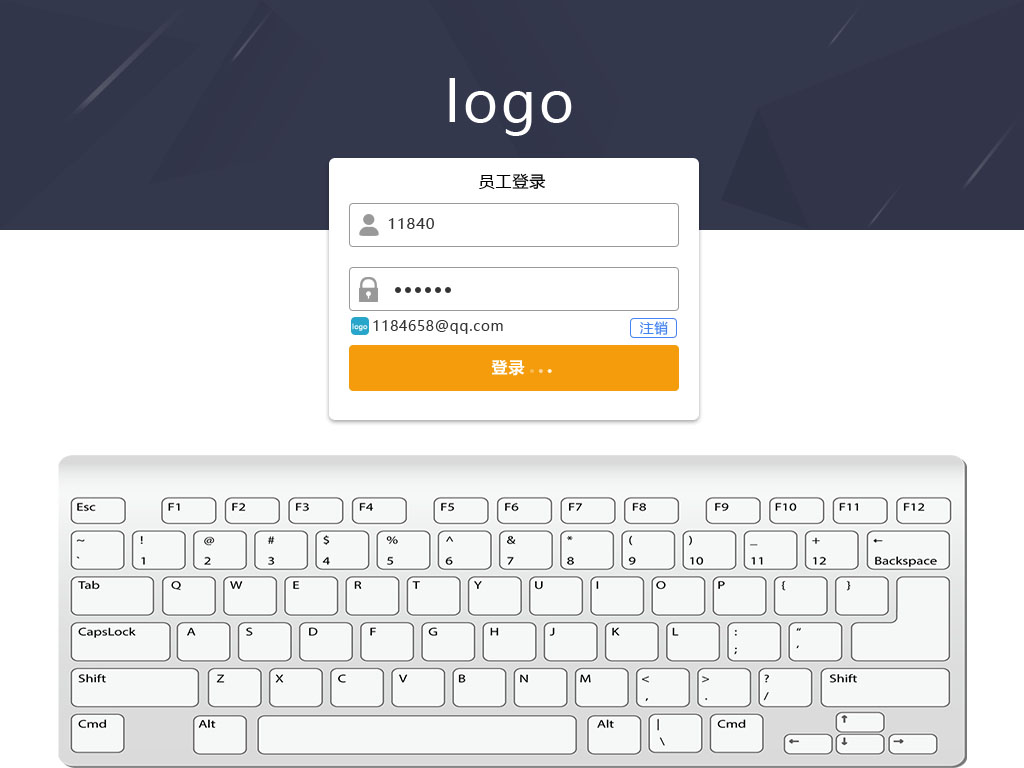 logo
员工登录
11840
••••••
logo 1184658@qq.com 注销
登录 ...
Esc F1 F2 F3 F4 F5 F6 F7 F8 F9 F10 F11 F12
~ ! @ # $ % ^ & * ( ) _ + ←
` 1 2 3 4 5 6 7 8 9 10 11 12 Backspace
Tab Q W E R T Y U I O P { }
CapsLock A S D F G H J K L : “
; ‘
Shift Z X C V B N M < > ? Shift
, . /
Cmd Alt Alt | Cmd ↑
\ ← ↓ →